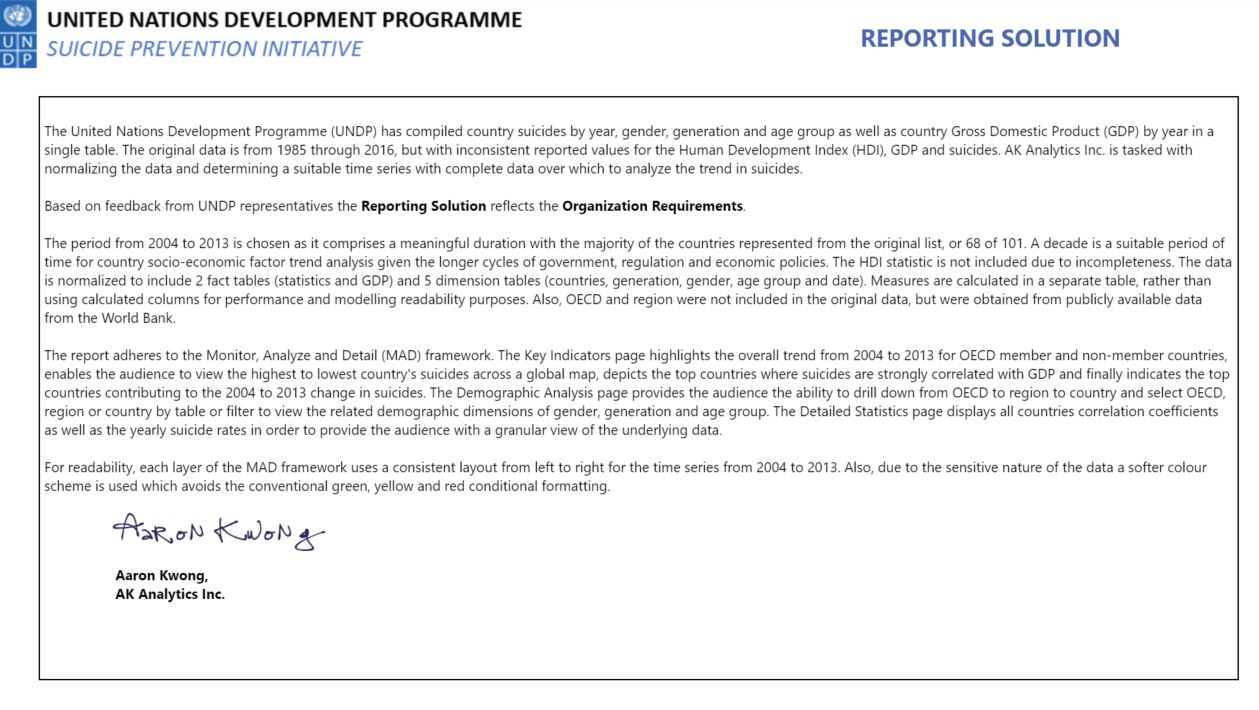 UNITED NATIONS DEVELOPMENT PROGRAMME
SUICIDE PREVENTION INITIATIVE
U N
D P
REPORTING SOLUTION
The United Nations Development Programme (UNDP) has compiled country suicides by year, gender, generation and age group as well as country Gross Domestic Product (GDP) by year in a
single table. The original data is from 1985 through 2016, but with inconsistent reported values for the Human Development Index (HDI), GDP and suicides. AK Analytics Inc. is tasked with
normalizing the data and determining a suitable time series with complete data over which to analyze the trend in suicides.
Based on feedback from UNDP representatives the Reporting Solution reflects the Organization Requirements.
The period from 2004 to 2013 is chosen as it comprises a meaningful duration with the majority of the countries represented from the original list, or 68 of 101. A decade is a suitable period of
time for country socio-economic factor trend analysis given the longer cycles of government, regulation and economic policies. The HDI statistic is not included due to incompleteness. The data
is normalized to include 2 fact tables (statistics and GDP) and 5 dimension tables (countries, generation, gender, age group and date). Measures are calculated in a separate table, rather than
using calculated columns for performance and modelling readability purposes. Also, OECD and region were not included in the original data, but were obtained from publicly available data
from the World Bank.
The report adheres to the Monitor, Analyze and Detail (MAD) framework. The Key Indicators page highlights the overall trend from 2004 to 2013 for OECD member and non-member countries,
enables the audience to view the highest to lowest country's suicides across a global map, depicts the top countries where suicides are strongly correlated with GDP and finally indicates the top
countries contributing to the 2004 to 2013 change in suicides. The Demographic Analysis page provides the audience the ability to drill down from OECD to region to country and select OECD,
region or country by table or filter to view the related demographic dimensions of gender, generation and age group. The Detailed Statistics page displays all countries correlation coefficients
as well as the yearly suicide rates in order to provide the audience with a granular view of the underlying data.
For readability, each layer of the MAD framework uses a consistent layout from left to right for the time series from 2004 to 2013. Also, due to the sensitive nature of the data a softer colour
scheme is used which avoids the conventional green, yellow and red conditional formatting.
Aaron Kwong
Aaron Kwong,
AK Analytics Inc.